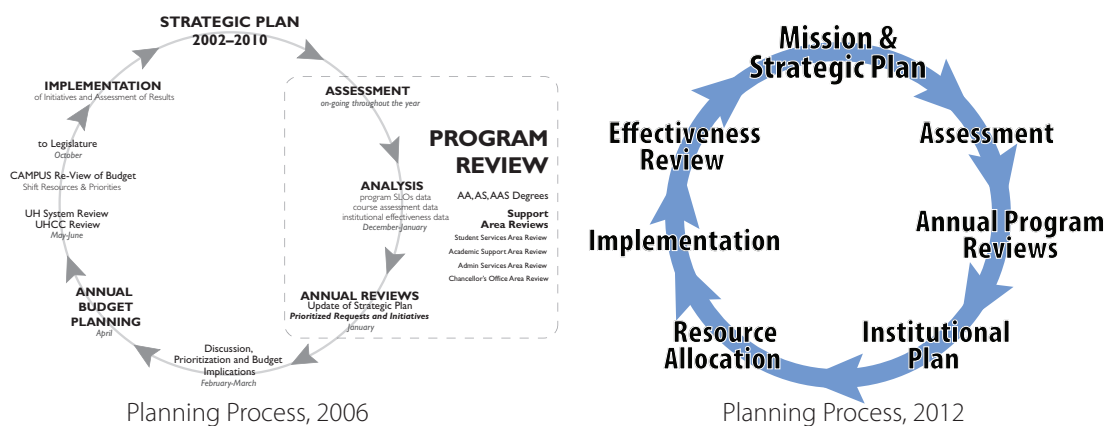 STRATEGIC PLAN
2002–2010
ASSESSMENT
on-going throughout the year
PROGRAM
REVIEW
AA, AS, AAS Degrees
Support
Area Reviews
Student Services Area Review
Academic Support Area Review
Admin Services Area Review
Chancellor's Office Area Review
ANALYSIS
program SLOs data
course assessment data
institutional effectiveness data
December-January
ANNUAL REVIEWS
Update of Strategic Plan
Prioritized Requests and Initiatives
January
Discussion,
Prioritization and Budget
Implications
February-March
ANNUAL
BUDGET
PLANNING
April
UH System Review
UHCC Review
May-June
CAMPUS Re-View of Budget
Shift Resources & Priorities
to Legislature
October
IMPLEMENTATION
of Initiatives and Assessment of Results
Planning Process, 2006
Mission &
Strategic Plan
Assessment
Annual Program
Reviews
Institutional
Plan
Resource
Allocation
Implementation
Effectiveness
Review
Planning Process, 2012